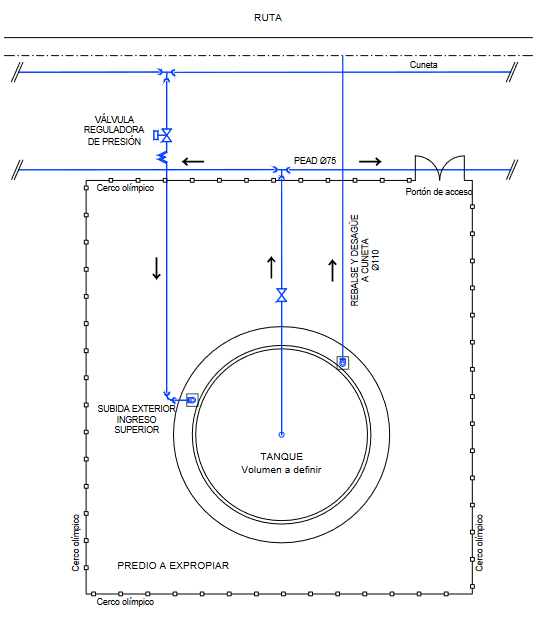 RUTA
Cuneta
VÁLVULA
REGULADORA
DE PRESIÓN
PEAD Ø75
Cerco olímpico
Portón de acceso
REBALSE Y DESAGÜE
A CUNETA
Ø110
SUBIDA EXTERIOR
INGRESO
SUPERIOR
TANQUE
Volumen a definir
Cerco olímpico
Cerco olímpico
PREDIO A EXPROPIAR
Cerco olímpico